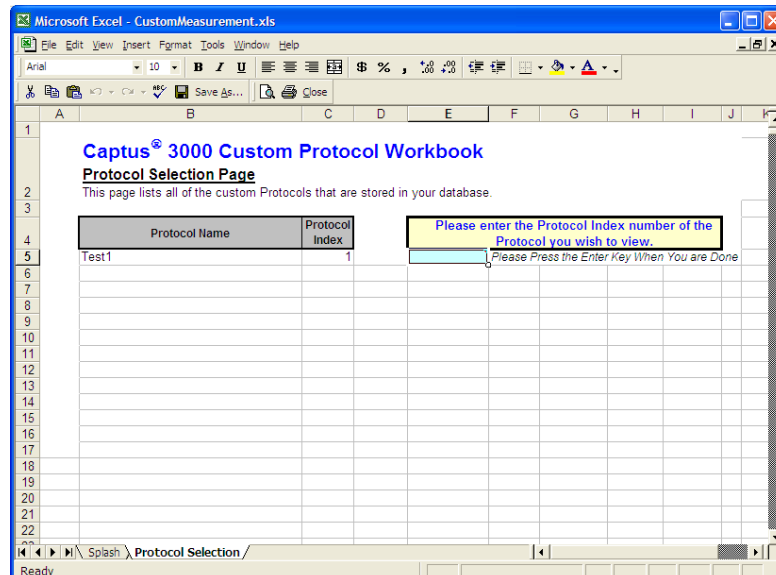 Microsoft Excel - CustomMeasurement.xls
File Edit View Insert Format Tools Window Help
Arial 10 B I U $ % ,
Save As... Close
A B C D E F G H I J K
1
Captus® 3000 Custom Protocol Workbook
Protocol Selection Page
2 This page lists all of the custom Protocols that are stored in your database.
3
4 Protocol Name Protocol Index Please enter the Protocol Index number of the Protocol you wish to view.
5 Test1 1 Please Press the Enter Key When You are Done
6
7
8
9
10
11
12
13
14
15
16
17
18
19
20
21
22
Splash Protocol Selection
Ready